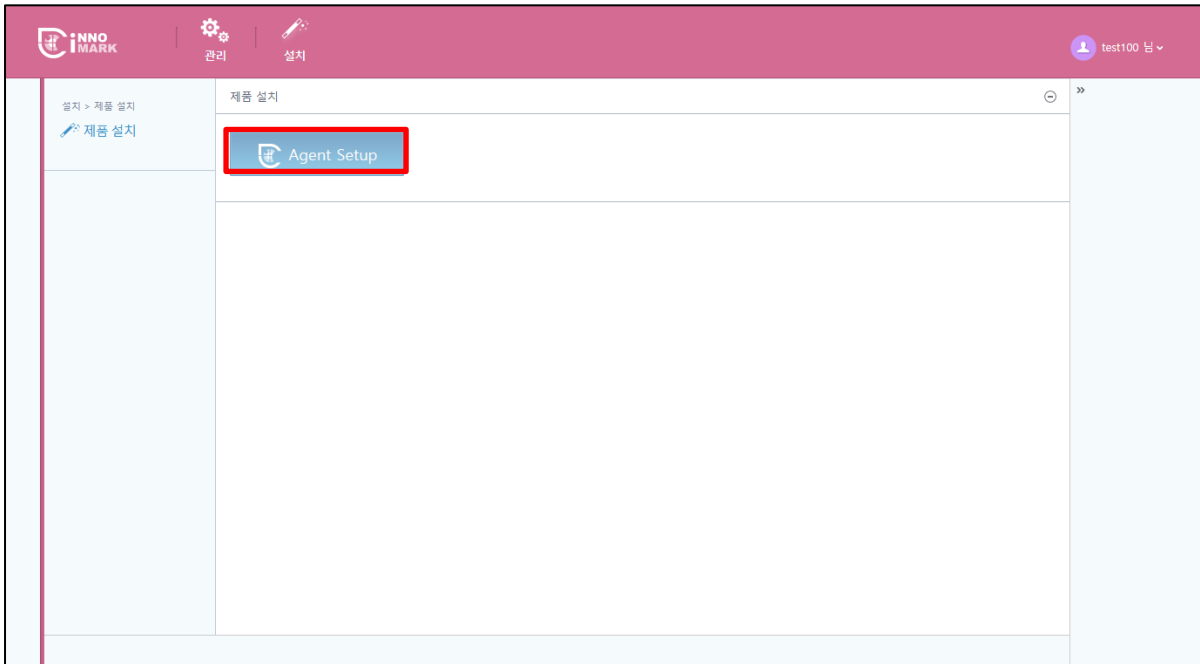 iNNO
MARK
관리
설치
test100 님
설치 > 제품 설치
제품 설치
제품 설치
»
Agent Setup